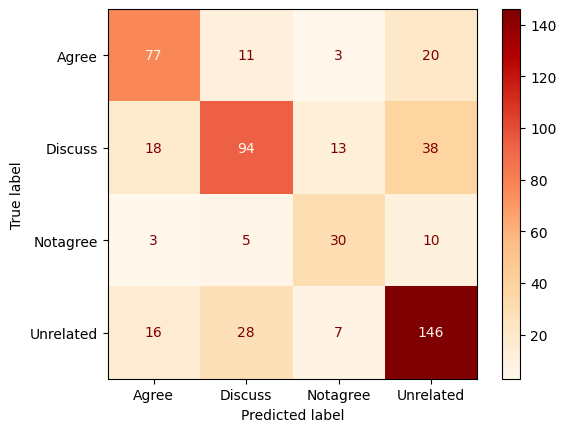 Agree 77 11 3 20
Discuss 18 94 13 38
Notagree 3 5 30 10
Unrelated 16 28 7 146
Agree Discuss Notagree Unrelated
Predicted label
True label
140
120
100
80
60
40
20